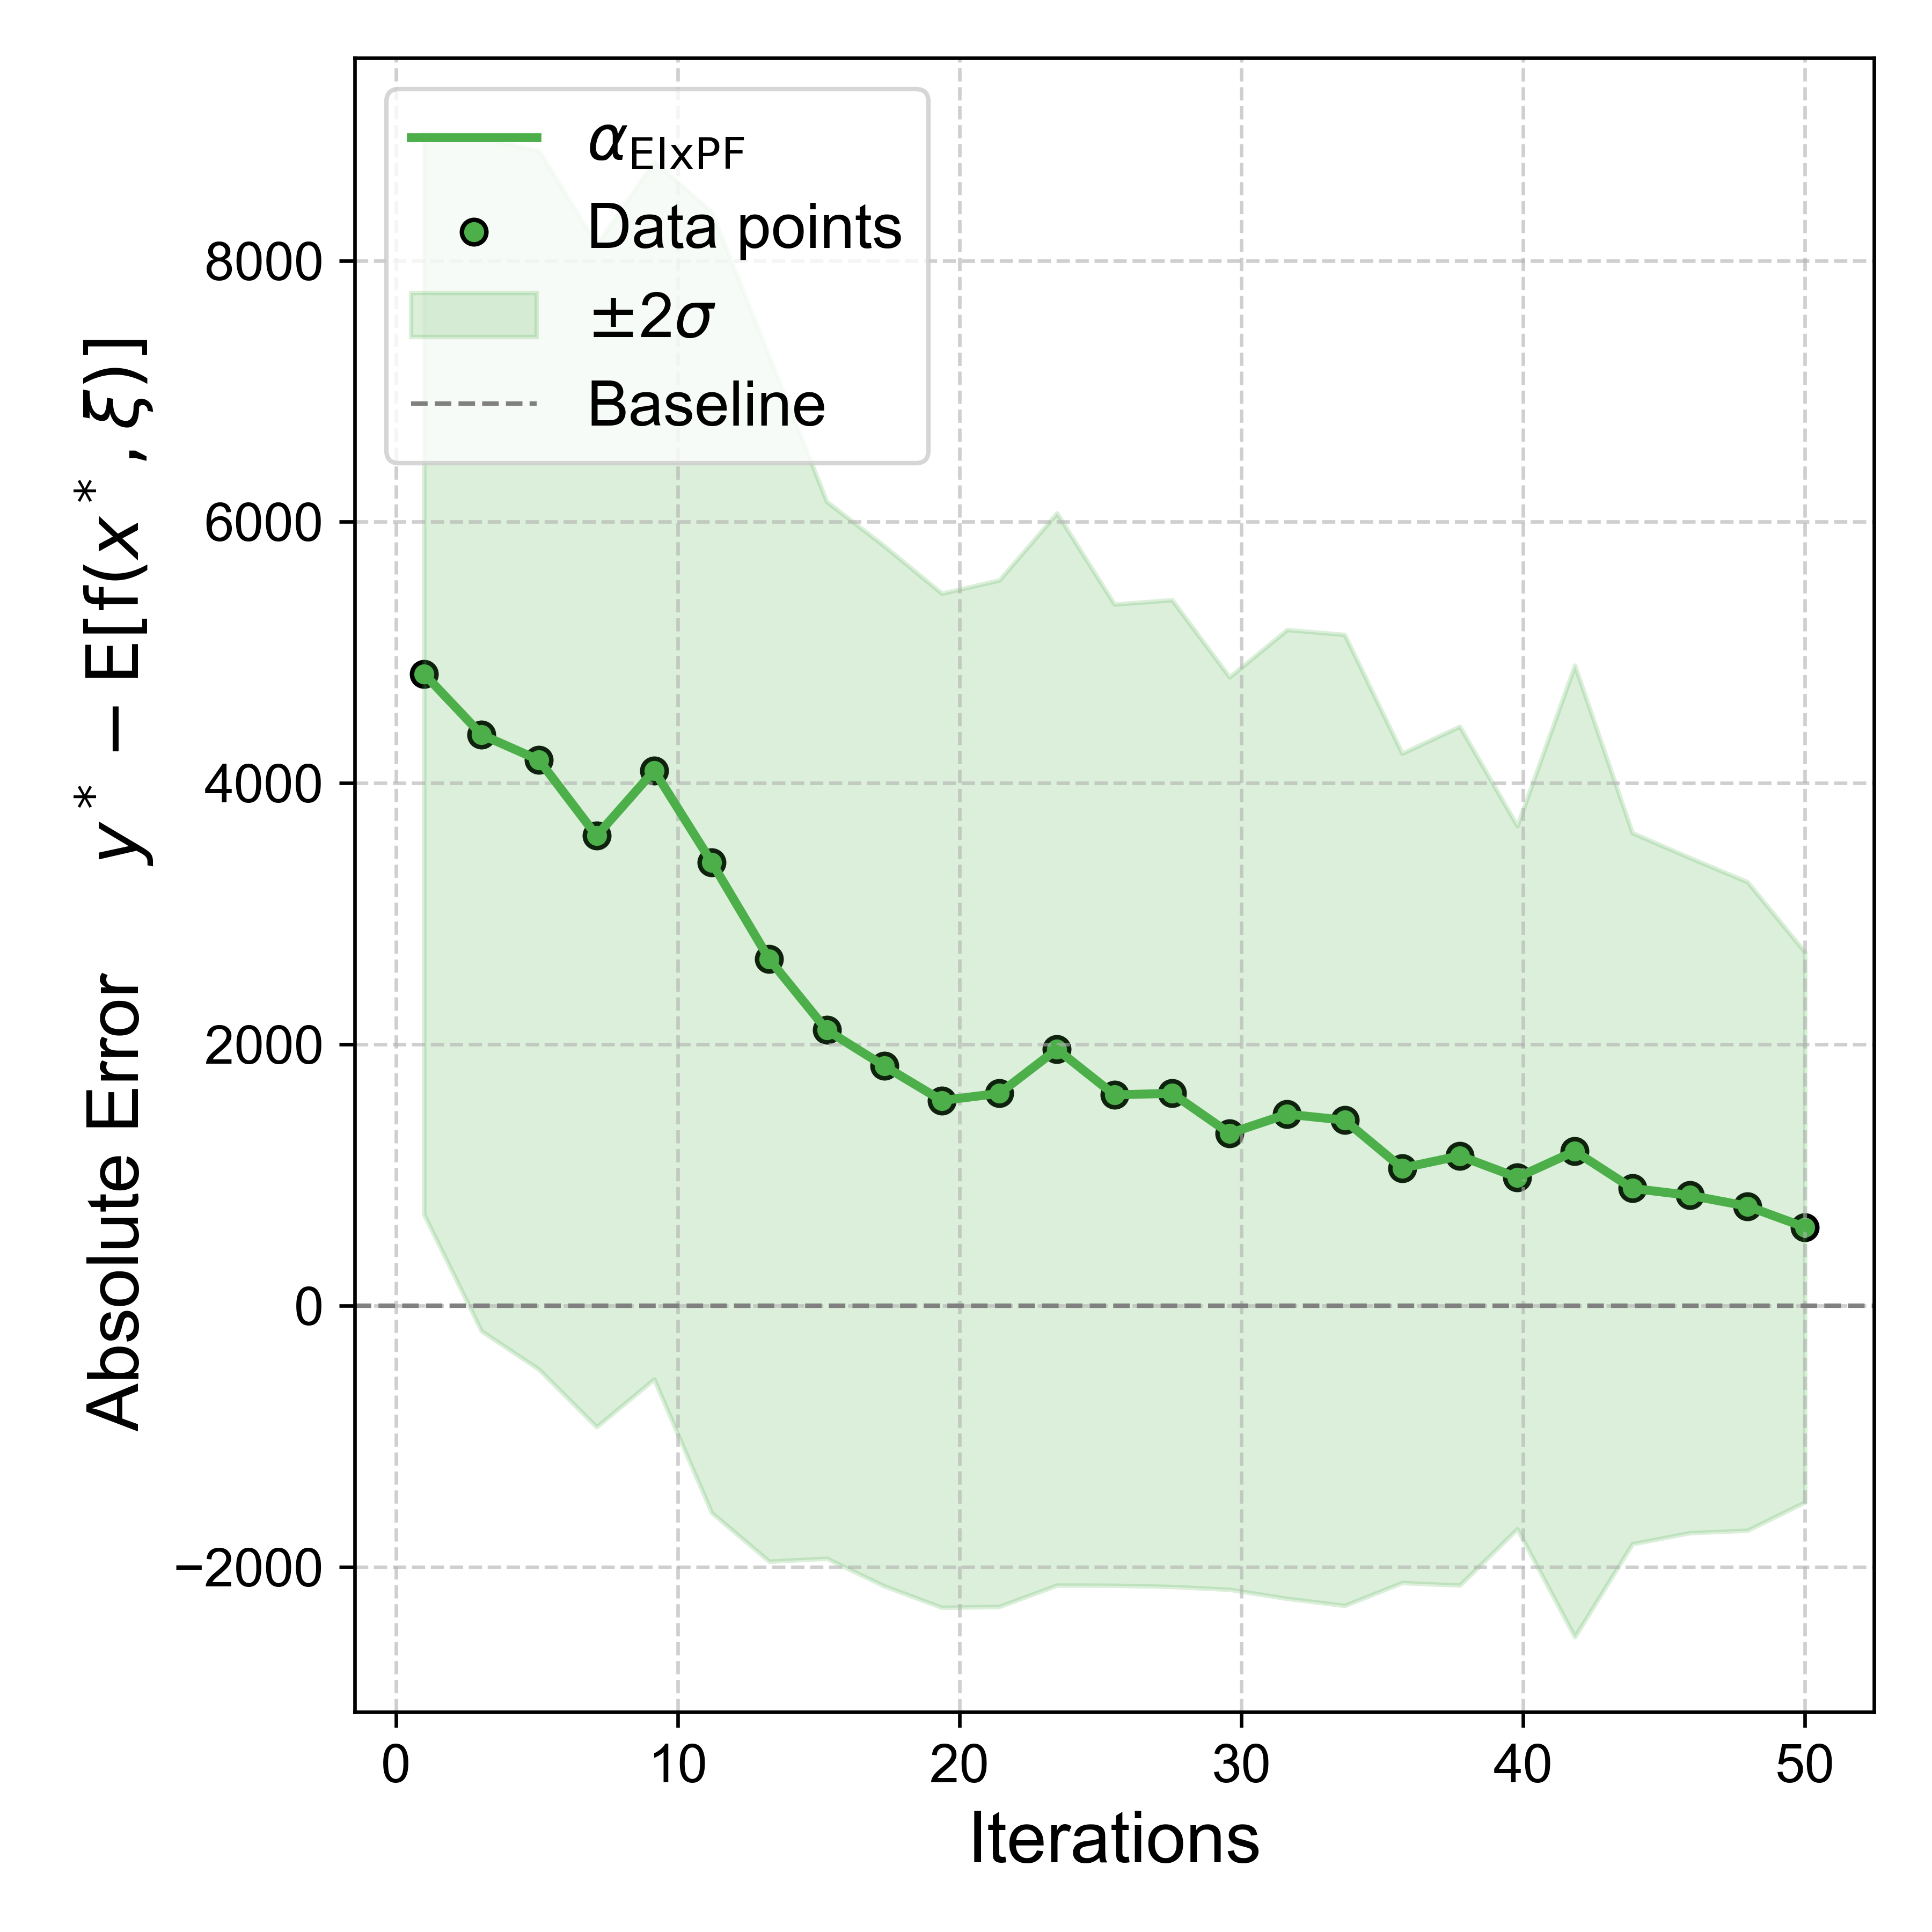 α_EIxPF
Data points
±2σ
Baseline
Absolute Error   y* − E[f(x*, ξ)]
8000
6000
4000
2000
0
−2000
0 10 20 30 40 50
Iterations